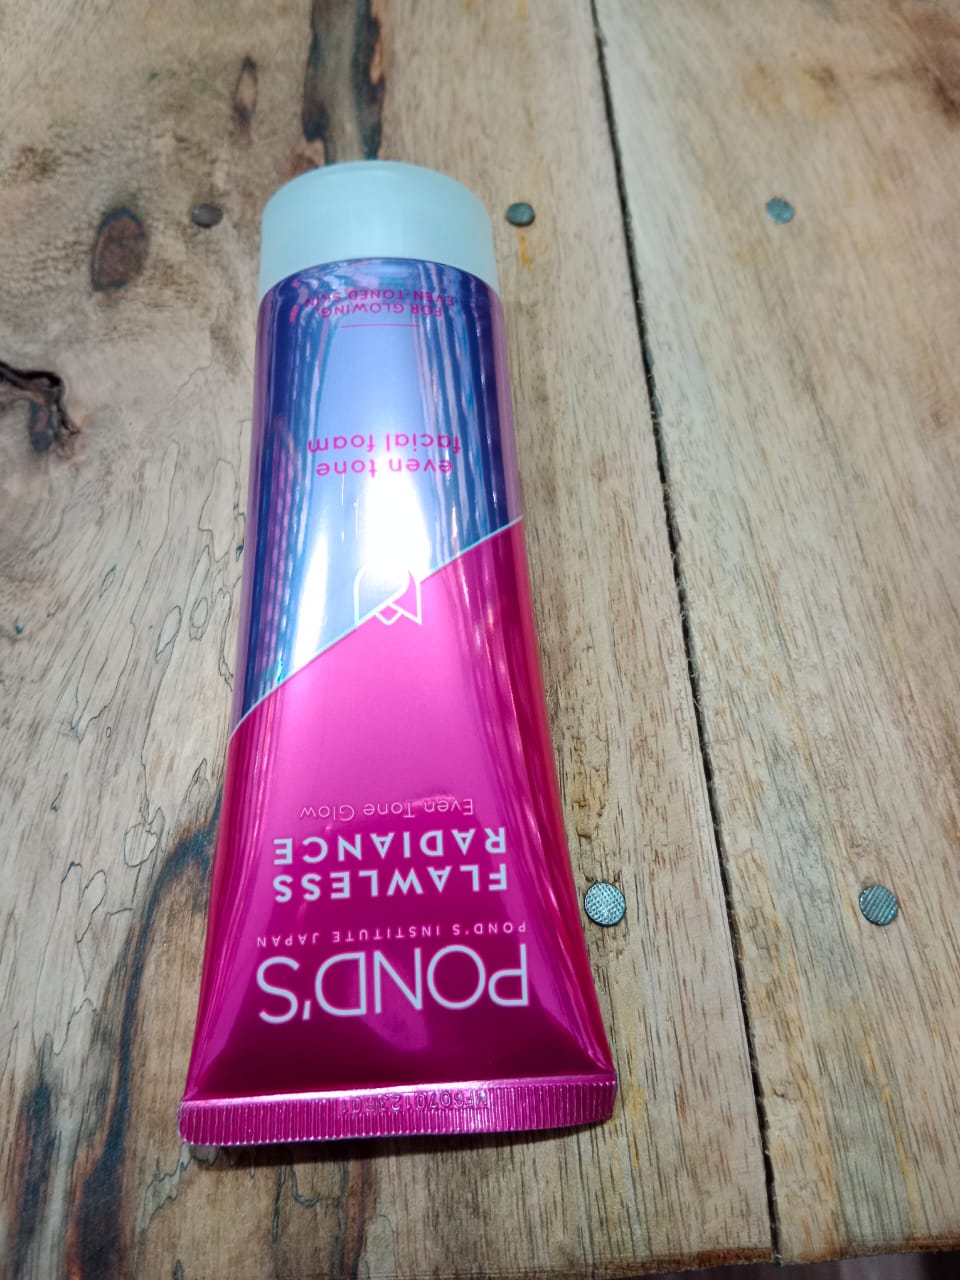 POND'S
POND'S INSTITUTE JAPAN
FLAWLESS
RADIANCE
Even Tone Glow
even tone
facial foam
FOR GLOWING
EVEN-TONED SKIN